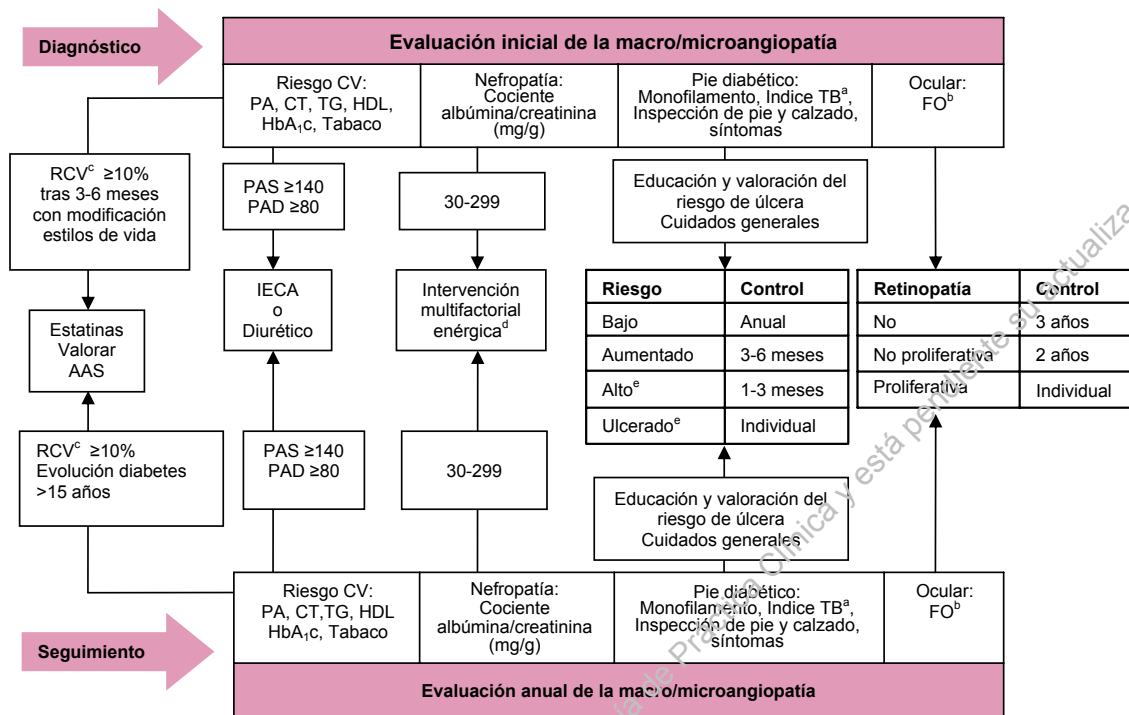 Diagnóstico
Evaluación inicial de la macro/microangiopatía
Riesgo CV:
PA, CT, TG, HDL,
HbA1c, Tabaco
Nefropatía:
Cociente
albúmina/creatinina
(mg/g)
Pie diabético:
Monofilamento, Indice TBa,
Inspección de pie y calzado,
síntomas
Ocular:
FOb
RCVc ≥10%
tras 3-6 meses
con modificación
estilos de vida
PAS ≥140
PAD ≥80
30-299
Educación y valoración del
riesgo de úlcera
Cuidados generales
Estatinas
Valorar
AAS
IECA
o
Diurético
Intervención
multifactorial
enérgicad
Riesgo Control
Bajo Anual
Aumentado 3-6 meses
Altoe 1-3 meses
Ulceradoe Individual
Retinopatía Control
No 3 años
No proliferativa 2 años
Proliferativa Individual
RCVc ≥10%
Evolución diabetes
>15 años
PAS ≥140
PAD ≥80
30-299
Educación y valoración del
riesgo de úlcera
Cuidados generales
Seguimiento
Riesgo CV:
PA, CT,TG, HDL
HbA1c, Tabaco
Nefropatía:
Cociente
albúmina/creatinina
(mg/g)
Pie diabético:
Monofilamento, Indice TBa,
Inspección de pie y calzado,
síntomas
Ocular:
FOb
Evaluación anual de la macro/microangiopatía
de Práctica Clínica y está pendiente su